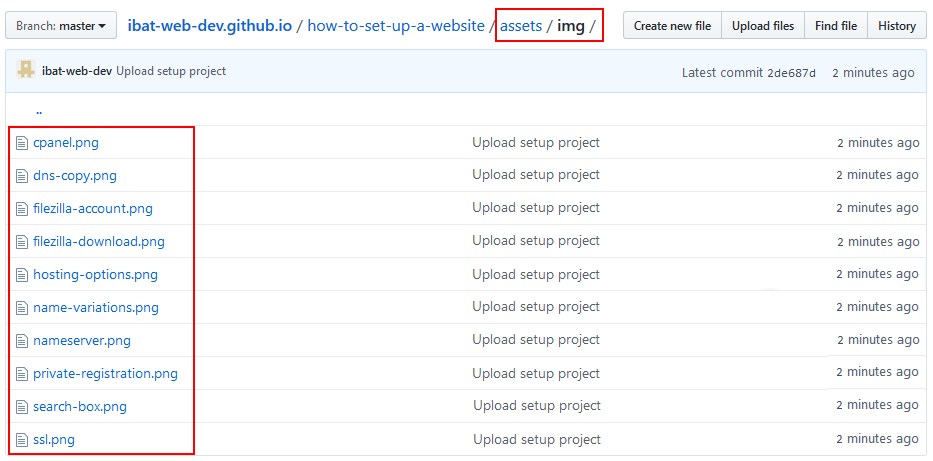 Branch: master ibat-web-dev.github.io / how-to-set-up-a-website / assets / img / Create new file Upload files Find file History
ibat-web-dev Upload setup project Latest commit 2de687d 2 minutes ago
..
cpanel.png Upload setup project 2 minutes ago
dns-copy.png Upload setup project 2 minutes ago
filezilla-account.png Upload setup project 2 minutes ago
filezilla-download.png Upload setup project 2 minutes ago
hosting-options.png Upload setup project 2 minutes ago
name-variations.png Upload setup project 2 minutes ago
nameserver.png Upload setup project 2 minutes ago
private-registration.png Upload setup project 2 minutes ago
search-box.png Upload setup project 2 minutes ago
ssl.png Upload setup project 2 minutes ago